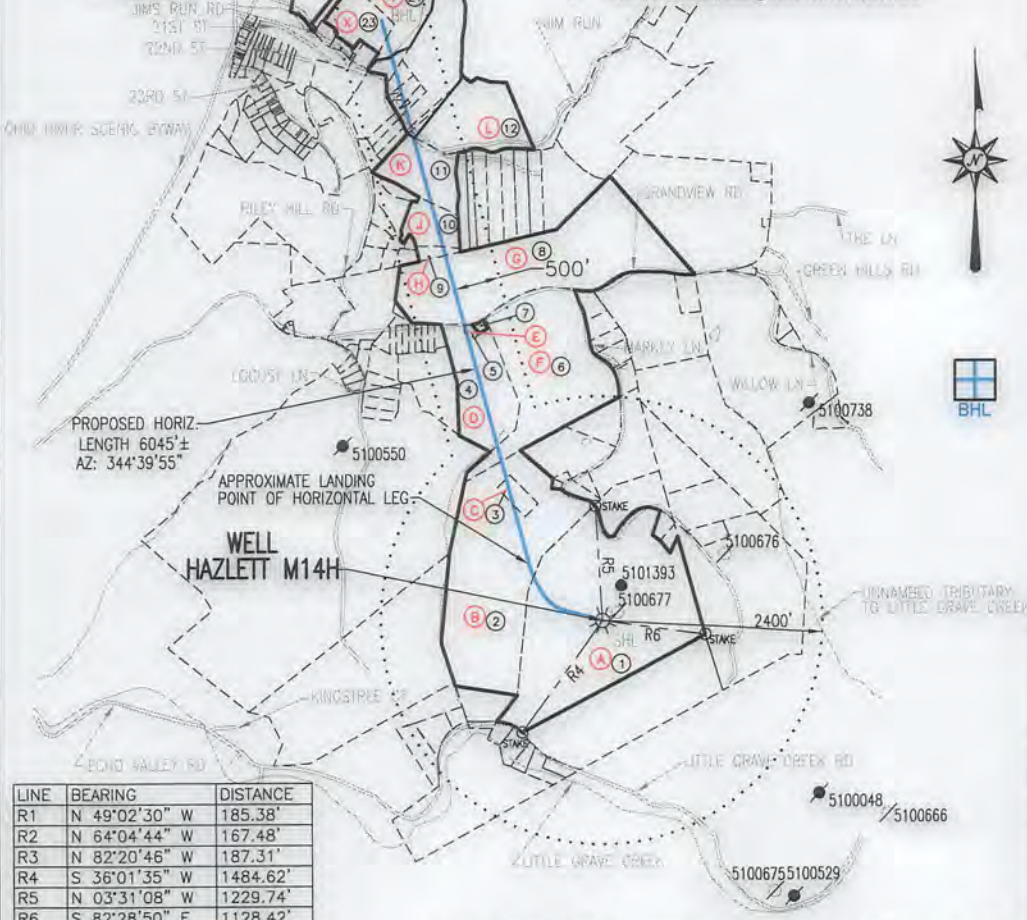 JIMS RUN RD
21ST ST
22ND ST
23RD ST
OHIO RIVER SCENIC BYWAY
X 23
BHL
JIM RUN
L 12
K 11
J 10
RILEY HILL RD
GRANDVIEW RD
THE LN
GREEN HILLS RD
G 8
500'
H 9
7
E
F 6
5
4
D
MARKEY LN
WILLOW LN
5100738
N
BHL
LOCUST LN
PROPOSED HORIZ.
LENGTH 6045'±
AZ: 344°39'55"
5100550
APPROXIMATE LANDING
POINT OF HORIZONTAL LEG
C 3
STAKE
5100676
WELL
HAZLETT M14H
R5
5101393
5100677
UNNAMED TRIBUTARY
TO LITTLE GRAVE CREEK
2400'
B 2
SHL
R6
STAKE
A 1
R4
KINGSTREE CT
ECHO VALLEY RD
STAKE
LITTLE GRAVE CREEK RD
5100048
5100666
LITTLE GRAVE CREEK
5100675
5100529
LINE BEARING DISTANCE
R1 N 49°02'30" W 185.38'
R2 N 64°04'44" W 167.48'
R3 N 82°20'46" W 187.31'
R4 S 36°01'35" W 1484.62'
R5 N 03°31'08" W 1229.74'
R6 S 82°28'50" E 1128.42'